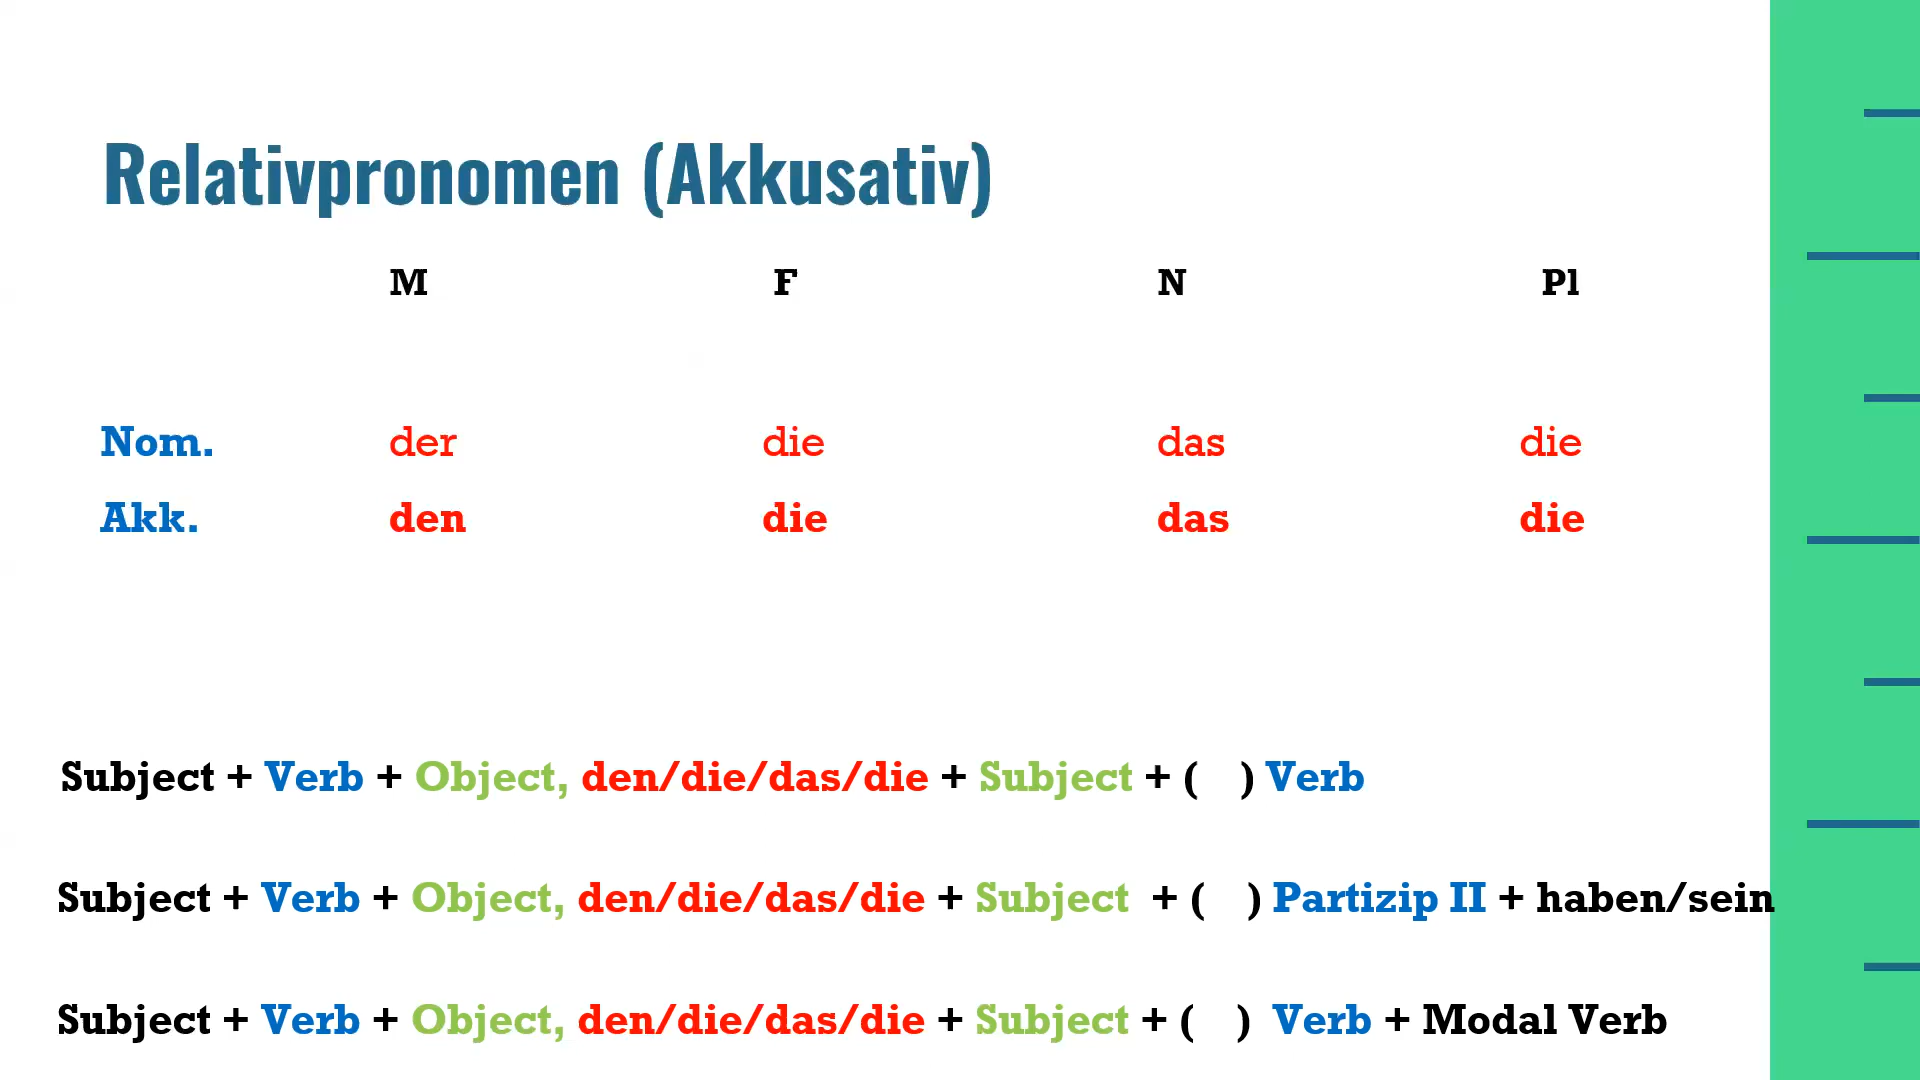 Relativpronomen (Akkusativ)
M F N Pl
Nom. der die das die
Akk. den die das die
Subject + Verb + Object, den/die/das/die + Subject + ( ) Verb
Subject + Verb + Object, den/die/das/die + Subject + ( ) Partizip II + haben/sein
Subject + Verb + Object, den/die/das/die + Subject + ( ) Verb + Modal Verb